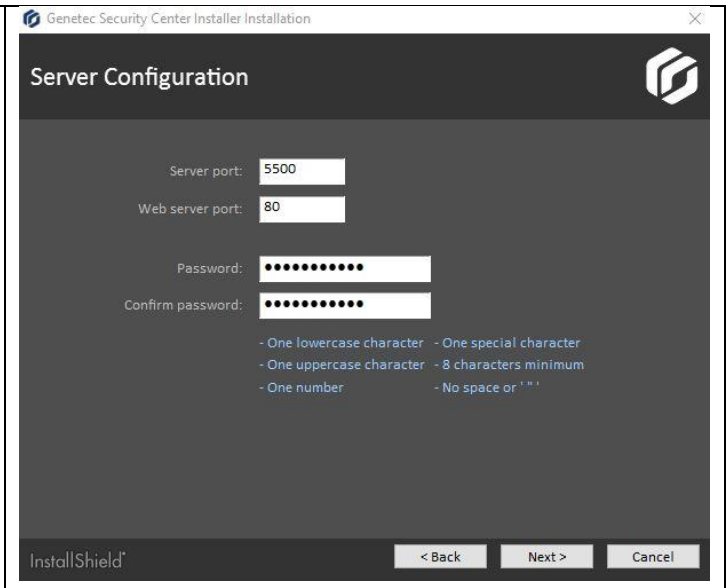 Genetec Security Center Installer Installation
Server Configuration
Server port: 5500
Web server port: 80
Password: •••••••••••
Confirm password: •••••••••••
- One lowercase character - One special character
- One uppercase character - 8 characters minimum
- One number - No space or ' " '
InstallShield
< Back Next > Cancel